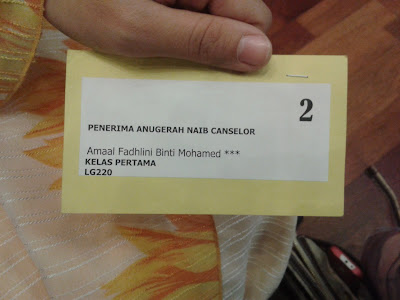 2
PENERIMA ANUGERAH NAIB CANSELOR
Amaal Fadhlini Binti Mohamed ***
KELAS PERTAMA
LG220